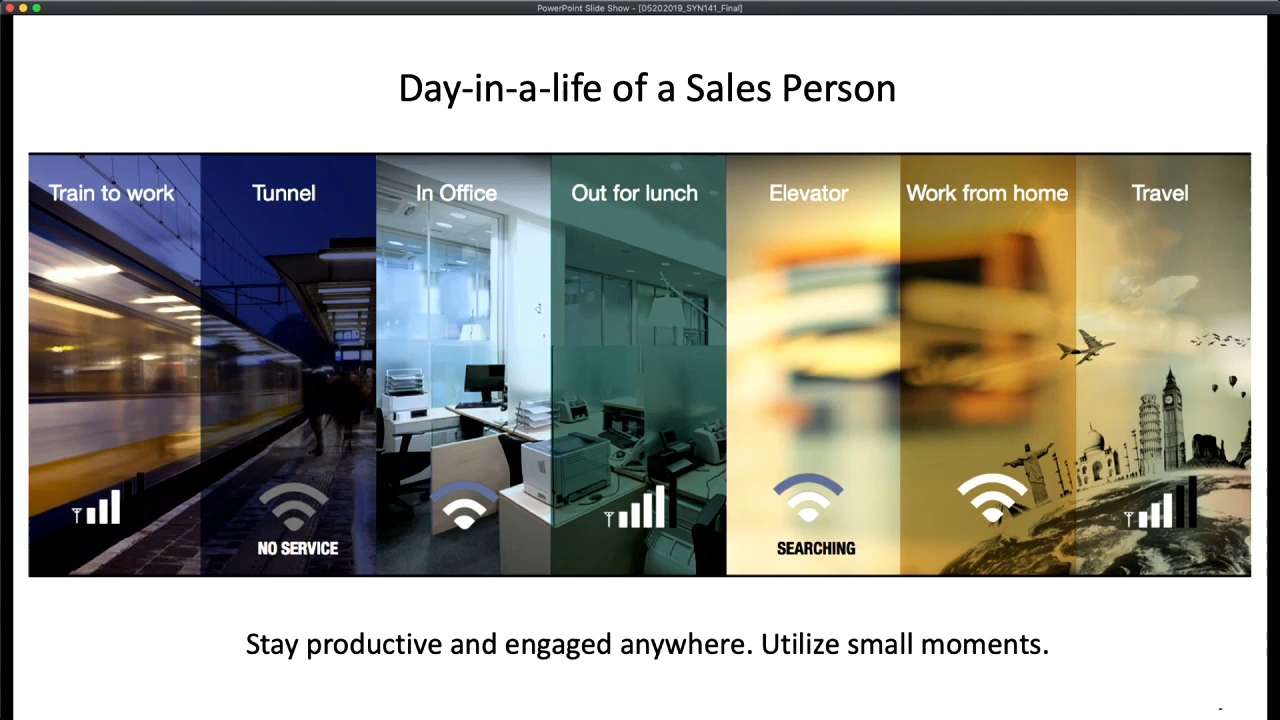 PowerPoint Slide Show - [05202019_SYN141_Final]
Day-in-a-life of a Sales Person
Train to work
Tunnel
In Office
Out for lunch
Elevator
Work from home
Travel
NO SERVICE
SEARCHING
Stay productive and engaged anywhere. Utilize small moments.